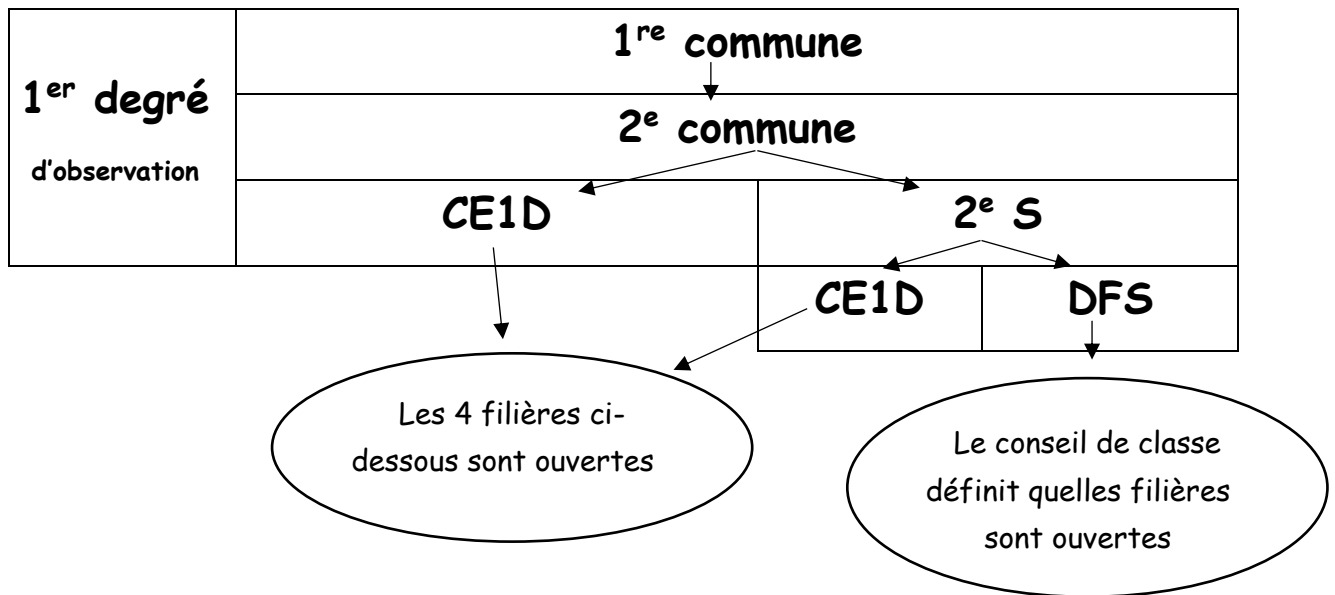 1re commune
1er degré
d'observation
2e commune
CE1D
2e S
CE1D
DFS
Les 4 filières ci-
dessous sont ouvertes
Le conseil de classe
définit quelles filières
sont ouvertes